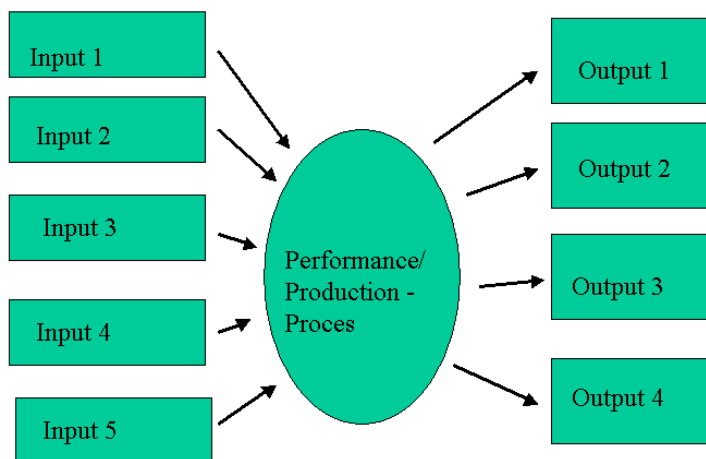 Input 1
Input 2
Input 3
Input 4
Input 5
Performance/
Production -
Proces
Output 1
Output 2
Output 3
Output 4